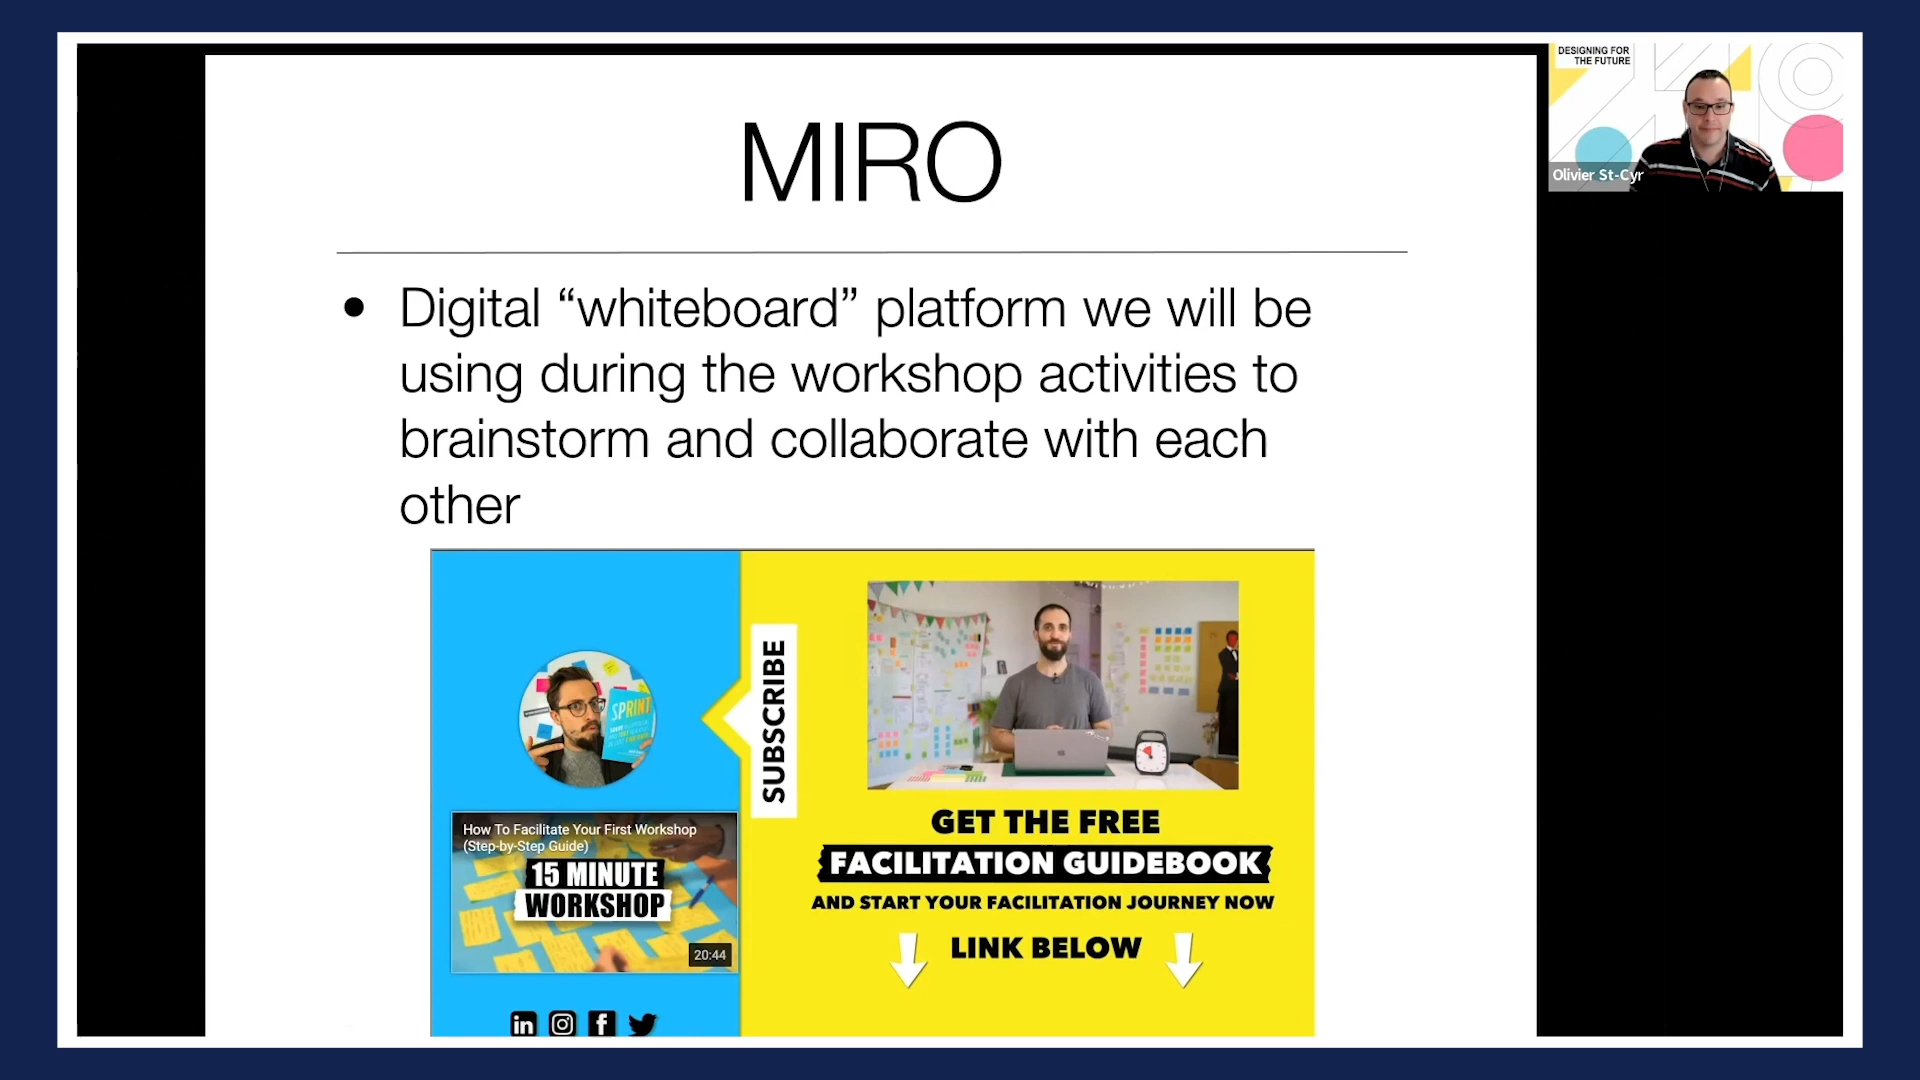 MIRO
• Digital “whiteboard” platform we will be
using during the workshop activities to
brainstorm and collaborate with each
other
DESIGNING FOR
THE FUTURE
Olivier St-Cyr
SPRINT
SUBSCRIBE
How To Facilitate Your First Workshop
(Step-by-Step Guide)
15 MINUTE
WORKSHOP
20:44
GET THE FREE
FACILITATION GUIDEBOOK
AND START YOUR FACILITATION JOURNEY NOW
LINK BELOW